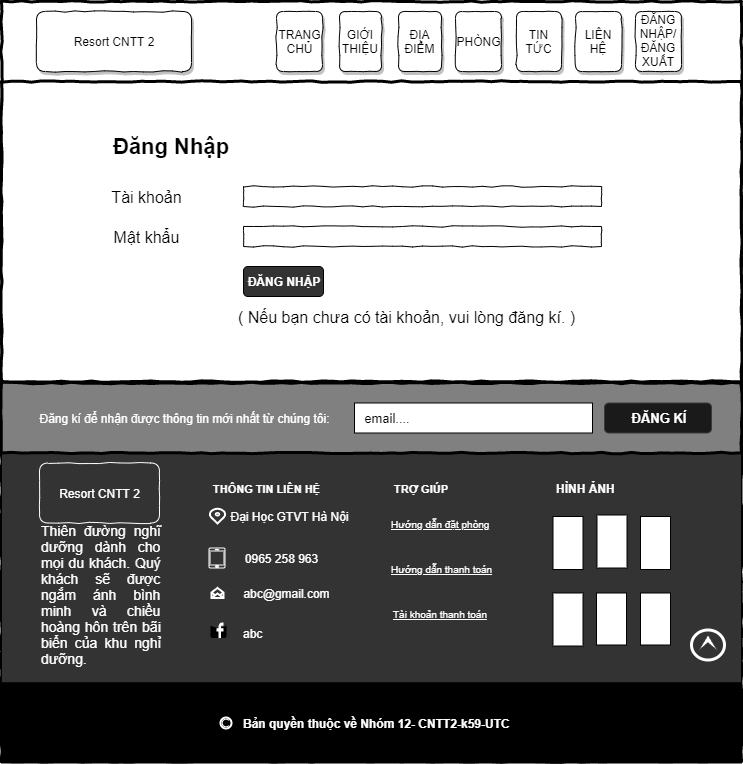 Resort CNTT 2
TRANG
CHỦ
GIỚI
THIỆU
ĐỊA
ĐIỂM
PHÒNG
TIN
TỨC
LIÊN
HỆ
ĐĂNG
NHẬP/
ĐĂNG
XUẤT
Đăng Nhập
Tài khoản
Mật khẩu
ĐĂNG NHẬP
( Nếu bạn chưa có tài khoản, vui lòng đăng kí. )
Đăng kí để nhận được thông tin mới nhất từ chúng tôi:
email....
ĐĂNG KÍ
Resort CNTT 2
Thiên đường nghĩ
dưỡng dành cho
mọi du khách. Quý
khách sẽ được
ngắm ánh bình
minh và chiều
hoàng hôn trên bãi
biển của khu nghỉ
dưỡng.
THÔNG TIN LIÊN HỆ
Đại Học GTVT Hà Nội
0965 258 963
abc@gmail.com
abc
TRỢ GIÚP
Hướng dẫn đặt phòng
Hướng dẫn thanh toán
Tài khoản thanh toán
HÌNH ẢNH
© Bản quyền thuộc về Nhóm 12- CNTT2-k59-UTC